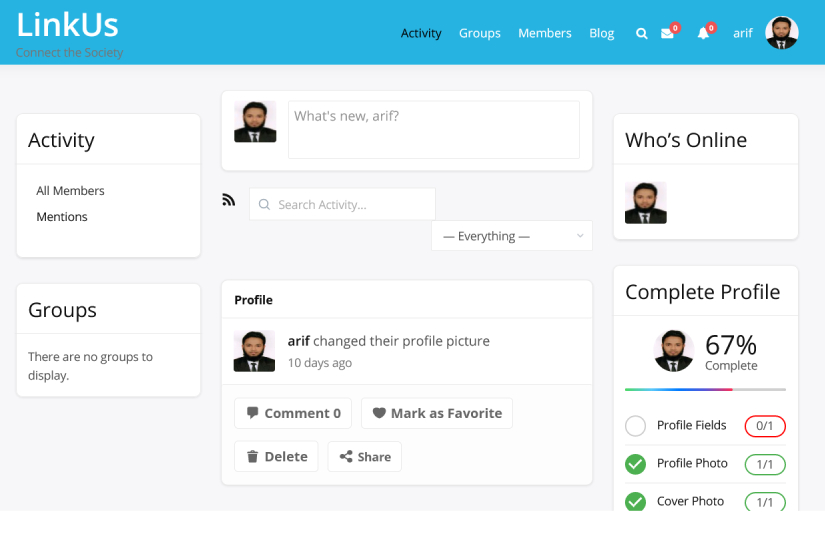 LinkUs
Connect the Society
Activity Groups Members Blog 0 0 arif
Activity
All Members
Mentions
Groups
There are no groups to
display.
What's new, arif?
Search Activity...
— Everything —
Profile
arif changed their profile picture
10 days ago
Comment 0 Mark as Favorite
Delete Share
Who's Online
Complete Profile
67%
Complete
Profile Fields 0/1
Profile Photo 1/1
Cover Photo 1/1